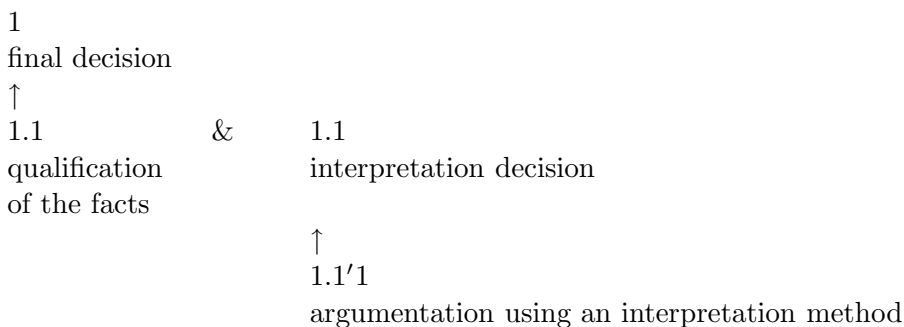 1
final decision
↑
1.1 & 1.1
qualification interpretation decision
of the facts
↑
1.1′1
argumentation using an interpretation method